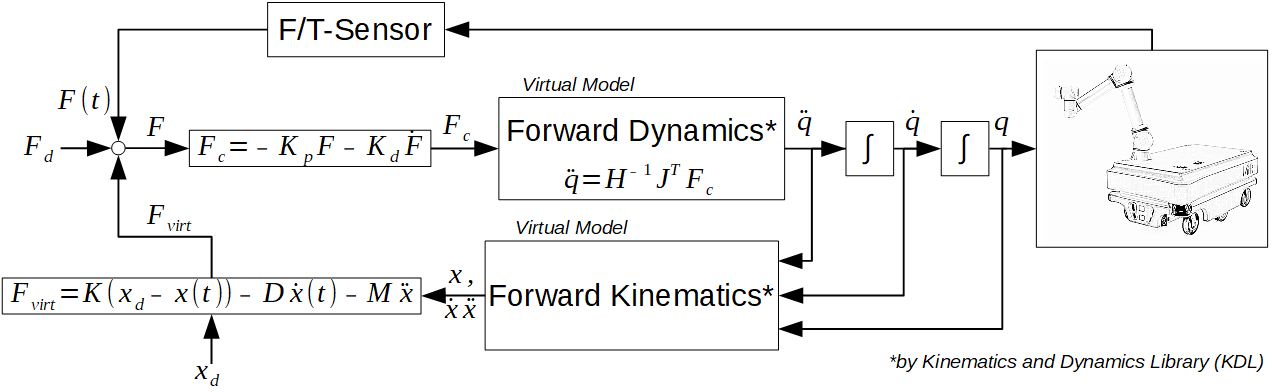 F/T-Sensor
F(t)
F_d
F
F_c = - K_p F - K_d Ḟ
F_c
Virtual Model
Forward Dynamics*
q̈ = H^{-1} J^T F_c
q̈
∫
q̇
∫
q
F_virt
Virtual Model
Forward Kinematics*
x,
ẋ ẍ
F_virt = K(x_d - x(t)) - D ẋ(t) - M ẍ
x_d
*by Kinematics and Dynamics Library (KDL)